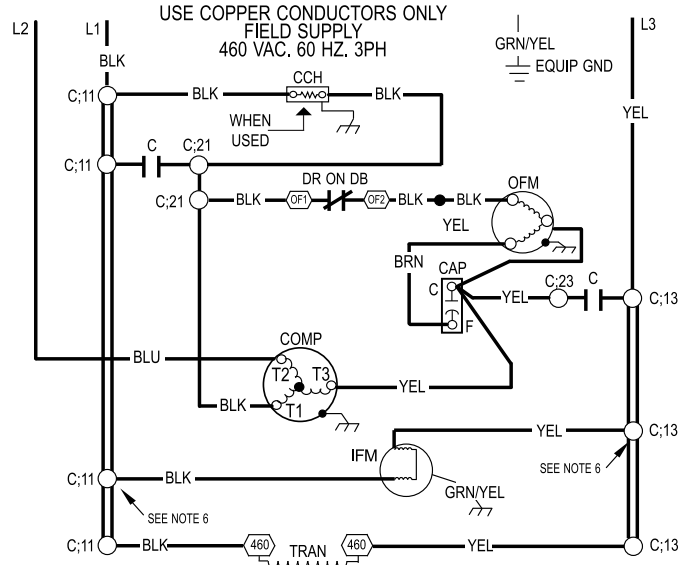 USE COPPER CONDUCTORS ONLY
FIELD SUPPLY
460 VAC. 60 HZ. 3PH
L2
L1
L3
GRN/YEL
EQUIP GND
BLK
CCH
C;11
BLK
BLK
WHEN
USED
YEL
C;11
C
C;21
C;21
BLK
OF1
DR ON DB
OF2
BLK
BLK
OFM
YEL
BRN
CAP
C
F
YEL
C;23
C
C;13
COMP
BLU
T2
T3
T1
YEL
BLK
YEL
C;13
IFM
SEE NOTE 6
C;11
BLK
GRN/YEL
SEE NOTE 6
C;11
BLK
460
TRAN
460
YEL
C;13